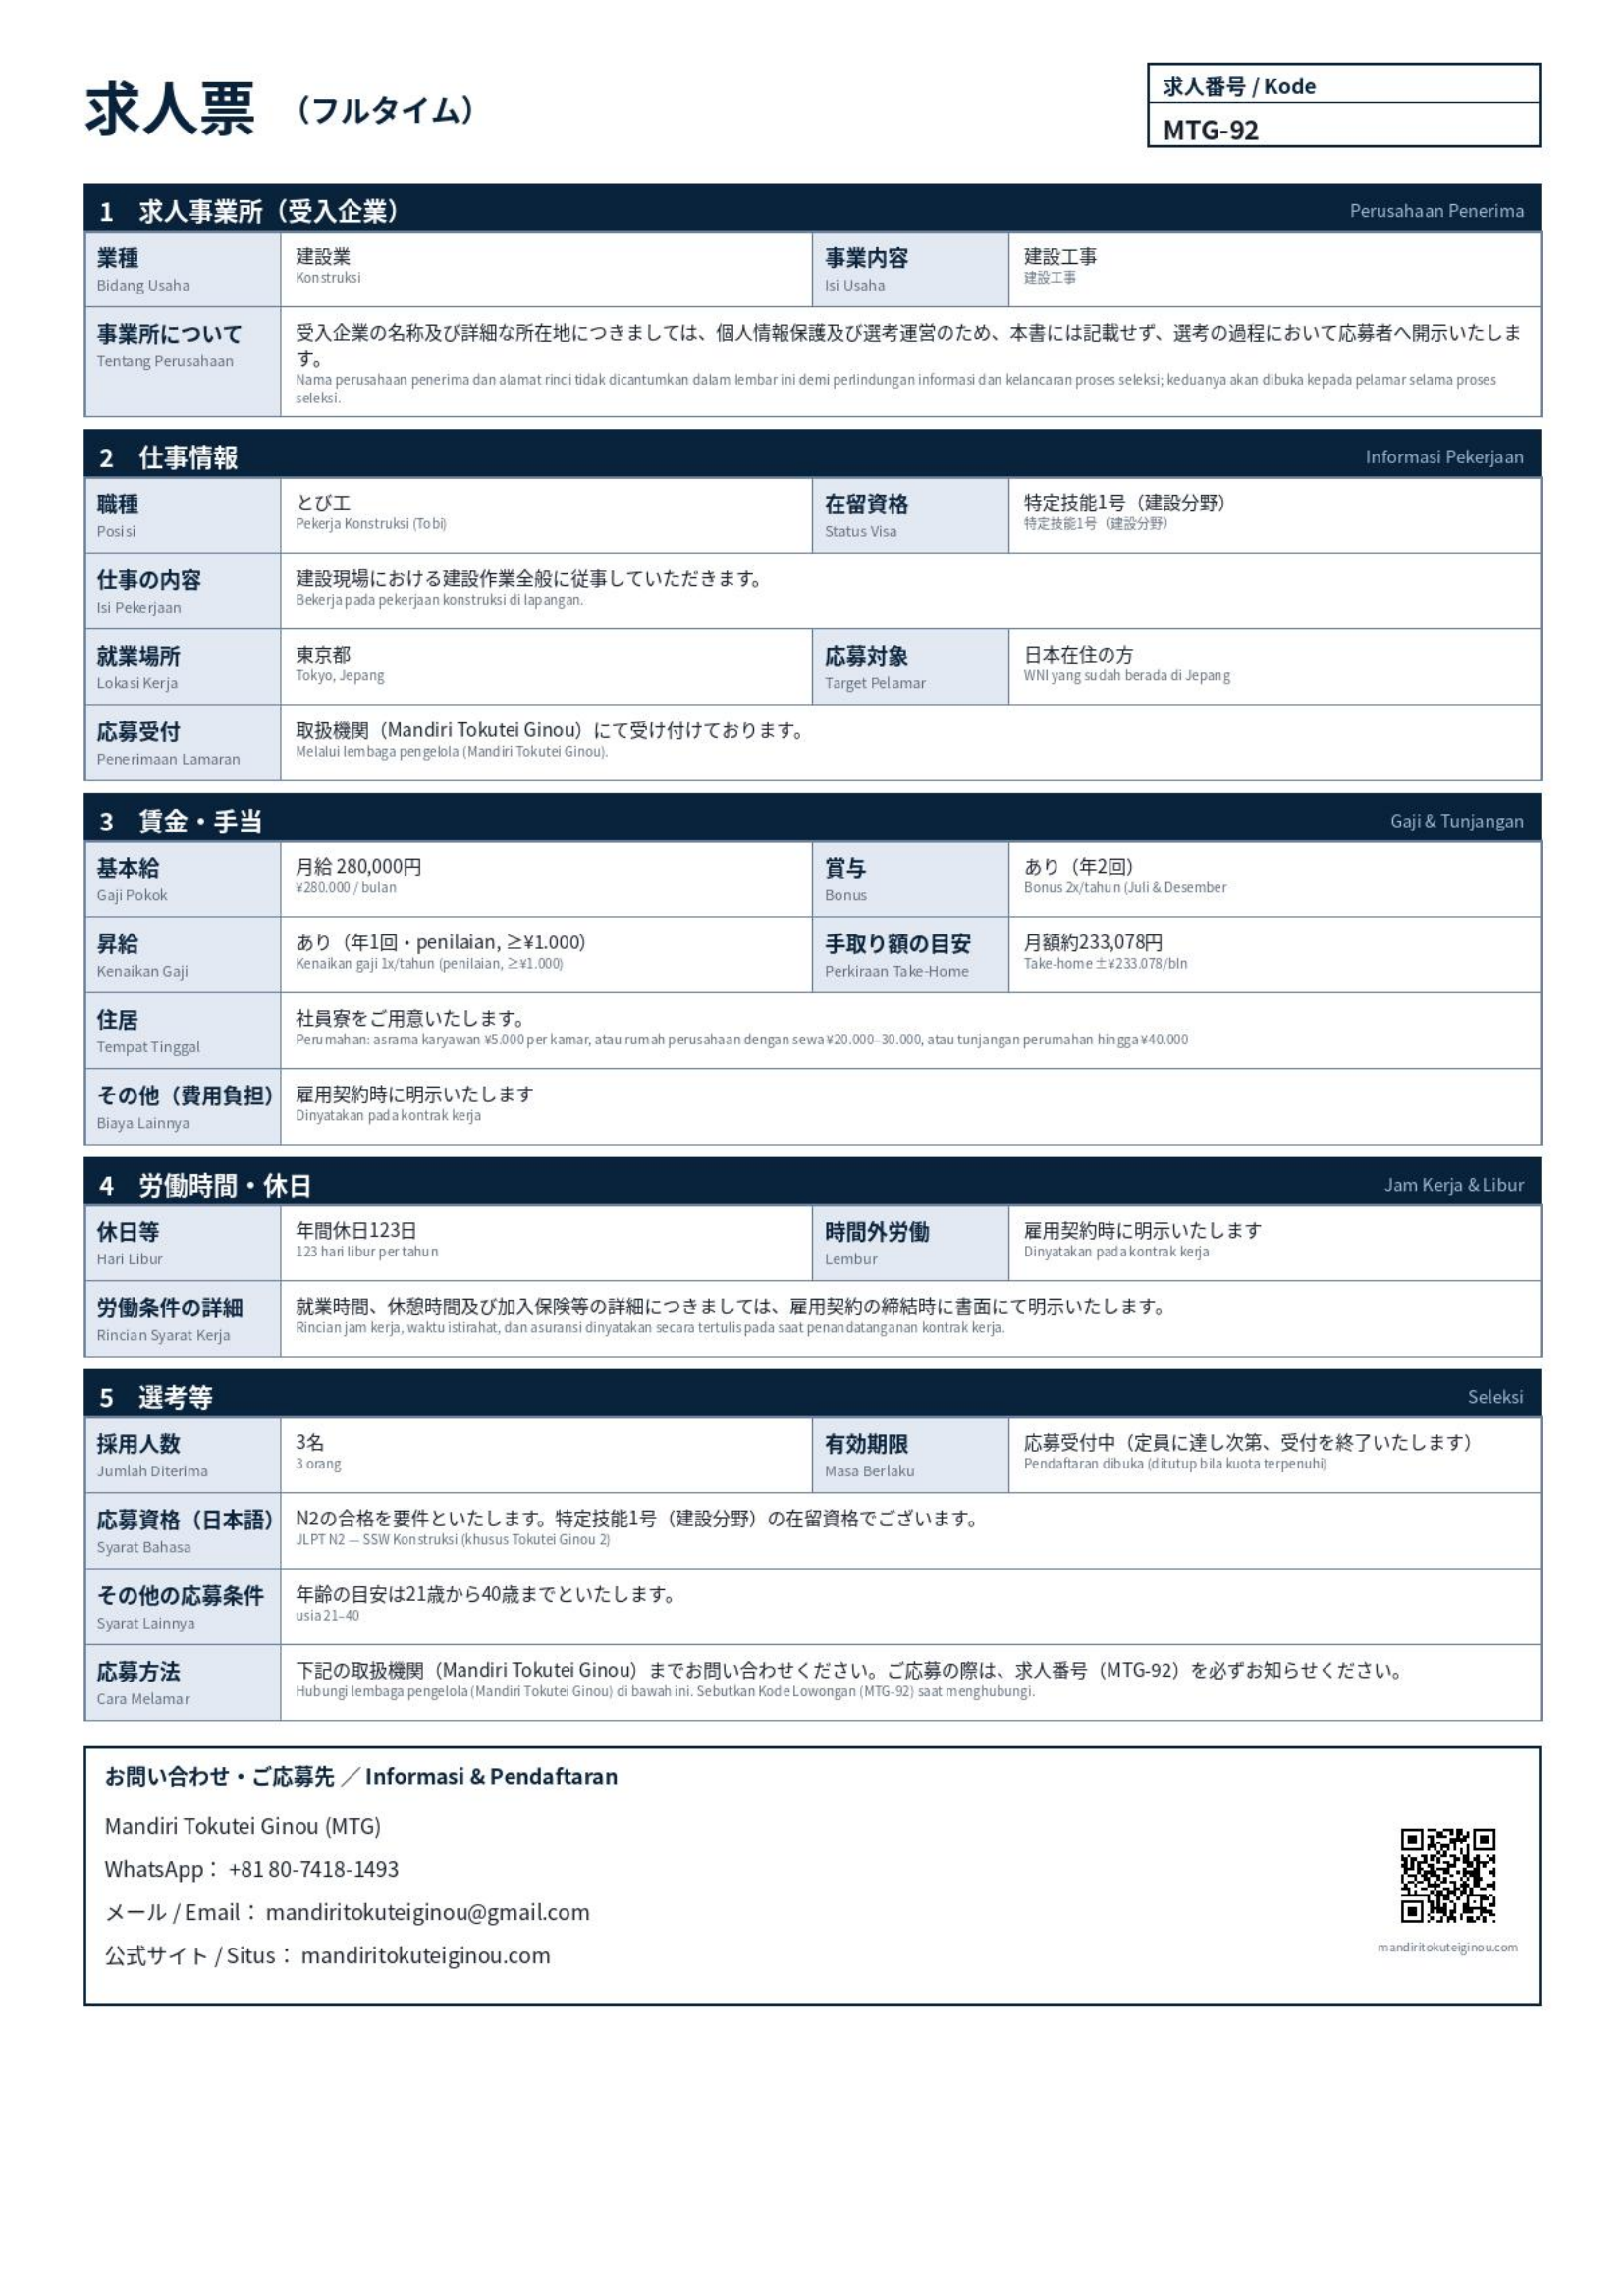 求人票 （フルタイム）
求人番号 / Kode
MTG-92
1 求人事業所（受入企業） Perusahaan Penerima
業種 建設業 事業内容 建設工事
Bidang Usaha Konstruksi Isi Usaha 建設工事
事業所について 受入企業の名称及び詳細な所在地につきましては、個人情報保護及び選考運営のため、本書には記載せず、選考の過程において応募者へ開示いたしま
す。
Tentang Perusahaan
Nama perusahaan penerima dan alamat rinci tidak dicantumkan dalam lembar ini demi perlindungan informasi dan kelancaran proses seleksi; keduanya akan dibuka kepada pelamar selama proses
seleksi.
2 仕事情報 Informasi Pekerjaan
職種 とび工 在留資格 特定技能1号（建設分野）
Posisi Pekerja Konstruksi (Tobi) Status Visa 特定技能1号（建設分野）
仕事の内容 建設現場における建設作業全般に従事していただきます。
Isi Pekerjaan Bekerja pada pekerjaan konstruksi di lapangan.
就業場所 東京都 応募対象 日本在住の方
Lokasi Kerja Tokyo, Jepang Target Pelamar WNI yang sudah berada di Jepang
応募受付 取扱機関（Mandiri Tokutei Ginou）にて受け付けております。
Penerimaan Lamaran Melalui lembaga pengelola (Mandiri Tokutei Ginou).
3 賃金・手当 Gaji & Tunjangan
基本給 月給 280,000円 賞与 あり（年2回）
Gaji Pokok ¥280.000 / bulan Bonus Bonus 2x/tahun (Juli & Desember
昇給 あり（年1回・penilaian, ≥¥1.000） 手取り額の目安 月額約233,078円
Kenaikan Gaji Kenaikan gaji 1x/tahun (penilaian, ≥¥1.000) Perkiraan Take-Home Take-home ±¥233.078/bln
住居 社員寮をご用意いたします。
Tempat Tinggal Perumahan: asrama karyawan ¥5.000 per kamar, atau rumah perusahaan dengan sewa ¥20.000–30.000, atau tunjangan perumahan hingga ¥40.000
その他（費用負担） 雇用契約時に明示いたします
Biaya Lainnya Dinyatakan pada kontrak kerja
4 労働時間・休日 Jam Kerja & Libur
休日等 年間休日123日 時間外労働 雇用契約時に明示いたします
Hari Libur 123 hari libur per tahun Lembur Dinyatakan pada kontrak kerja
労働条件の詳細 就業時間、休憩時間及び加入保険等の詳細につきましては、雇用契約の締結時に書面にて明示いたします。
Rincian Syarat Kerja Rincian jam kerja, waktu istirahat, dan asuransi dinyatakan secara tertulis pada saat penandatanganan kontrak kerja.
5 選考等 Seleksi
採用人数 3名 有効期限 応募受付中（定員に達し次第、受付を終了いたします）
Jumlah Diterima 3 orang Masa Berlaku Pendaftaran dibuka (ditutup bila kuota terpenuhi)
応募資格（日本語） N2の合格を要件といたします。特定技能1号（建設分野）の在留資格でございます。
Syarat Bahasa JLPT N2 — SSW Konstruksi (khusus Tokutei Ginou 2)
その他の応募条件 年齢の目安は21歳から40歳までといたします。
Syarat Lainnya usia 21–40
応募方法 下記の取扱機関（Mandiri Tokutei Ginou）までお問い合わせください。ご応募の際は、求人番号（MTG-92）を必ずお知らせください。
Cara Melamar Hubungi lembaga pengelola (Mandiri Tokutei Ginou) di bawah ini. Sebutkan Kode Lowongan (MTG-92) saat menghubungi.
お問い合わせ・ご応募先 ／ Informasi & Pendaftaran
Mandiri Tokutei Ginou (MTG)
WhatsApp： +81 80-7418-1493
メール / Email： mandiritokuteiginou@gmail.com
公式サイト / Situs： mandiritokuteiginou.com
mandiritokuteiginou.com